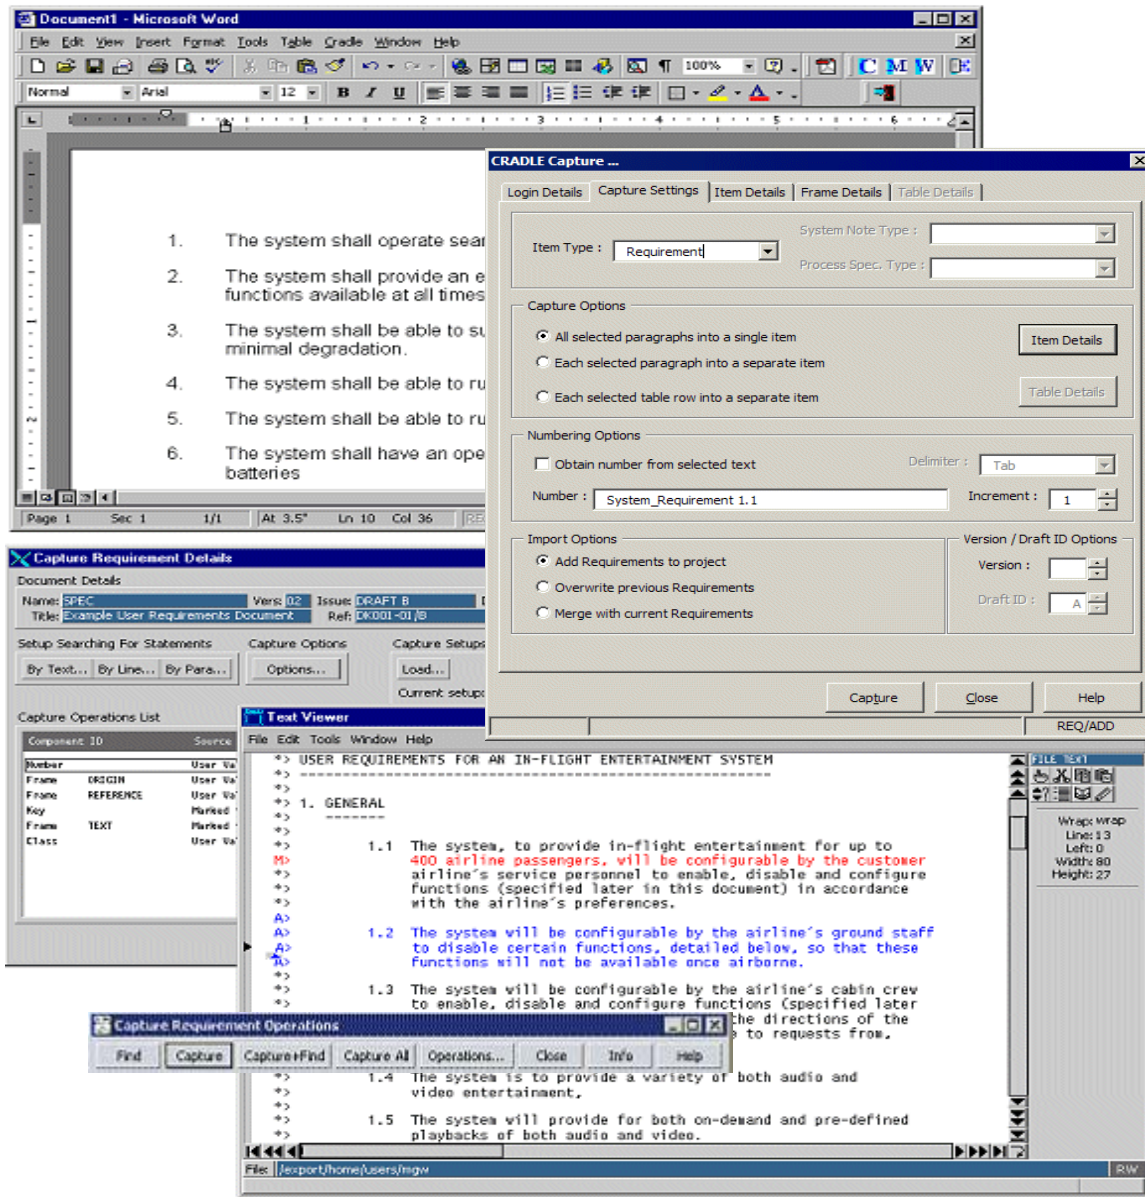 Document1 - Microsoft Word
File Edit View Insert Format Tools Table Cradle Window Help
100% C M W
Normal Arial 12 B I U
1 2 3 4 5 6
1. The system shall operate sear
2. The system shall provide an e
functions available at all times
3. The system shall be able to su
minimal degradation.
4. The system shall be able to ru
5. The system shall be able to ru
6. The system shall have an ope
batteries
Page 1 Sec 1 1/1 At 3.5" Ln 10 Col 36 REC
CRADLE Capture ...
Login Details Capture Settings Item Details Frame Details Table Details
Item Type : Requirement
System Note Type :
Process Spec. Type :
Capture Options
All selected paragraphs into a single item
Item Details
Each selected paragraph into a separate item
Each selected table row into a separate item
Table Details
Numbering Options
Obtain number from selected text
Delimiter : Tab
Number : System_Requirement 1.1
Increment : 1
Import Options
Add Requirements to project
Overwrite previous Requirements
Merge with current Requirements
Version / Draft ID Options
Version :
Draft ID : A
Capture Close Help
REQ/ADD
Capture Requirement Details
Document Details
Name: SPEC Vers: 02 Issue: DRAFT B
Title: Example User Requirements Document Ref: DK001-01/B
Setup Searching For Statements Capture Options Capture Setups
By Text... By Line... By Para... Options... Load...
Current setup:
Capture Operations List
Component ID Source
Number User Va
Frame ORIGIN User Va
Frame REFERENCE User Va
Key Marked
Frame TEXT Marked
Class User Va
Text Viewer
File Edit Tools Window Help
*> USER REQUIREMENTS FOR AN IN-FLIGHT ENTERTAINMENT SYSTEM
*> -------------------------------------------------------
*>
*> 1. GENERAL
*> -------
*>
*> 1.1 The system, to provide in-flight entertainment for up to
M> 400 airline passengers, will be configurable by the customer
*> airline's service personnel to enable, disable and configure
*> functions (specified later in this document) in accordance
*> with the airline's preferences.
A>
A> 1.2 The system will be configurable by the airline's ground staff
A> to disable certain functions, detailed below, so that these
A> functions will not be available once airborne.
*>
*> 1.3 The system will be configurable by the airline's cabin crew
*> to enable, disable and configure functions (specified later
the directions of the
to requests from,
*> 1.4 The system is to provide a variety of both audio and
*> video entertainment,
*>
*> 1.5 The system will provide for both on-demand and pre-defined
*> playbacks of both audio and video.
FILE TEXT
Wrap: wrap
Line: 13
Left: 0
Width: 80
Height: 27
File: /export/home/users/mgw RW
Capture Requirement Operations
Find Capture Capture+Find Capture All Operations... Close Info Help